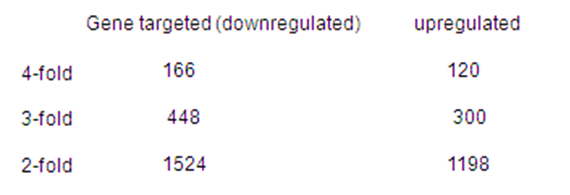 Gene targeted (downregulated) upregulated
4-fold 166 120
3-fold 448 300
2-fold 1524 1198